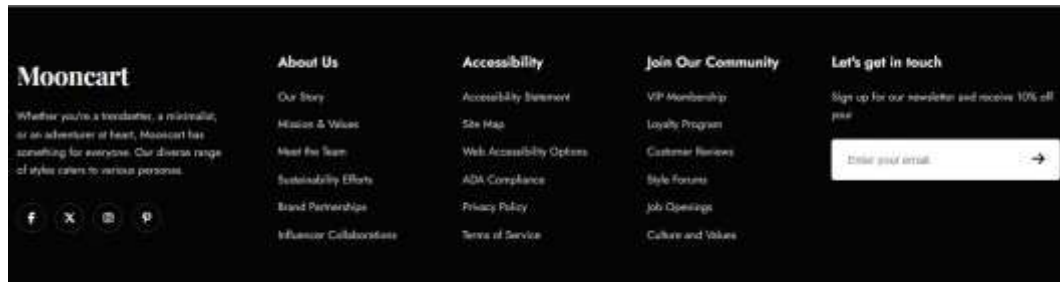 Mooncart
Whether you're a trendsetter, a minimalist,
or an adventurer at heart, Mooncart has
something for everyone. Our diverse range
of styles caters to various personas.
About Us
Our Story
Mission & Values
Meet the Team
Sustainability Efforts
Brand Partnerships
Influencer Collaborations
Accessibility
Accessibility Statement
Site Map
Web Accessibility Options
ADA Compliance
Privacy Policy
Terms of Service
Join Our Community
VIP Membership
Loyalty Program
Customer Reviews
Style Forums
Job Openings
Culture and Values
Let's get in touch
Sign up for our newsletter and receive 10% off
your
Enter your email